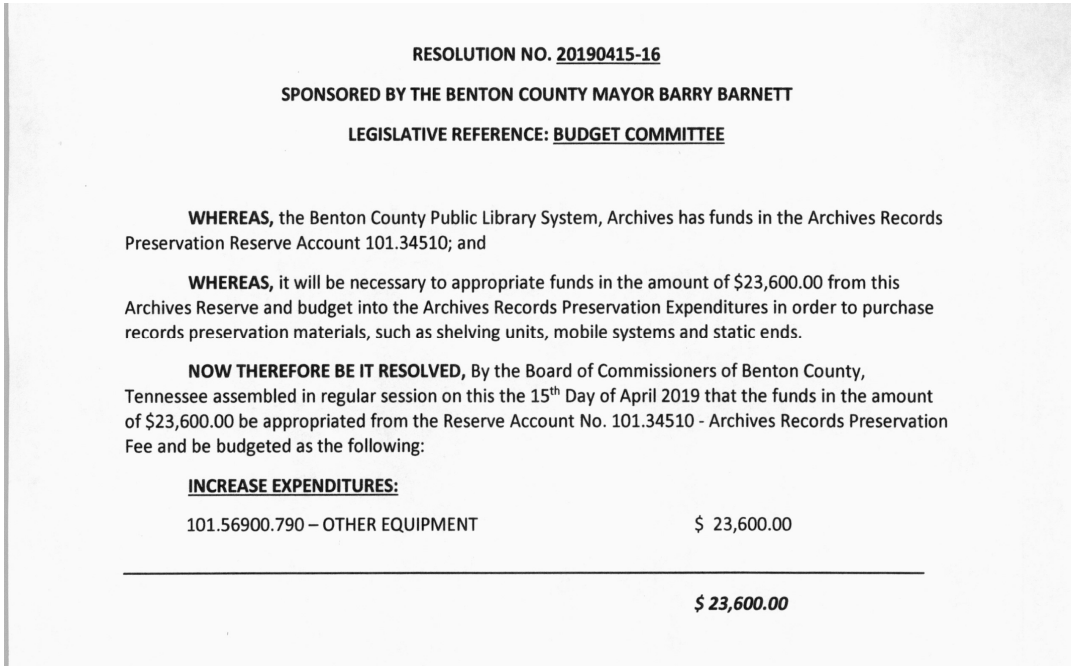 RESOLUTION NO. 20190415-16
SPONSORED BY THE BENTON COUNTY MAYOR BARRY BARNETT
LEGISLATIVE REFERENCE: BUDGET COMMITTEE
WHEREAS, the Benton County Public Library System, Archives has funds in the Archives Records
Preservation Reserve Account 101.34510; and
WHEREAS, it will be necessary to appropriate funds in the amount of $23,600.00 from this
Archives Reserve and budget into the Archives Records Preservation Expenditures in order to purchase
records preservation materials, such as shelving units, mobile systems and static ends.
NOW THEREFORE BE IT RESOLVED, By the Board of Commissioners of Benton County,
Tennessee assembled in regular session on this the 15th Day of April 2019 that the funds in the amount
of $23,600.00 be appropriated from the Reserve Account No. 101.34510 - Archives Records Preservation
Fee and be budgeted as the following:
INCREASE EXPENDITURES:
101.56900.790 – OTHER EQUIPMENT $ 23,600.00
$ 23,600.00